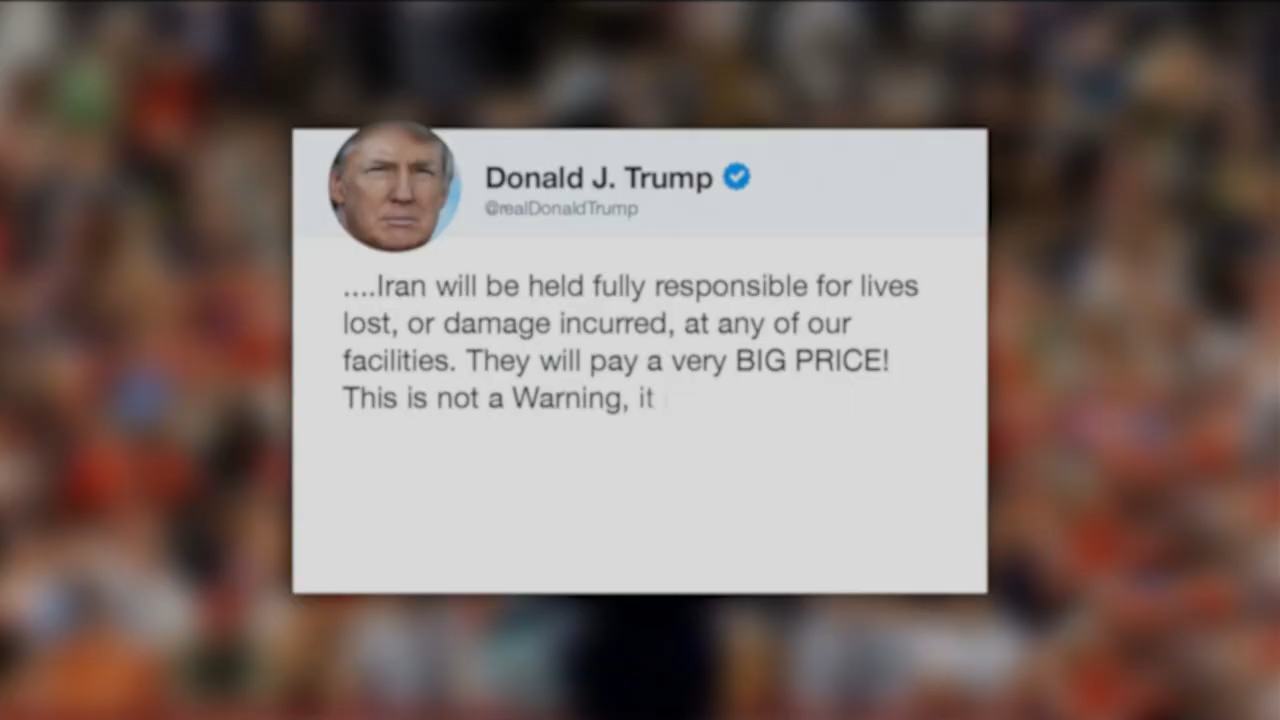 Donald J. Trump
@realDonaldTrump
....Iran will be held fully responsible for lives
lost, or damage incurred, at any of our
facilities. They will pay a very BIG PRICE!
This is not a Warning, it